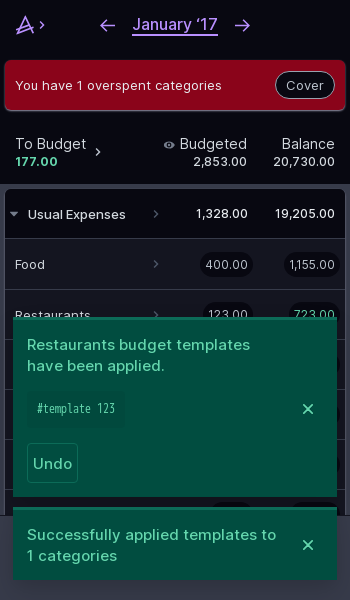 January ‘17
You have 1 overspent categories
Cover
To Budget
177.00
Budgeted
2,853.00
Balance
20,730.00
Usual Expenses 1,328.00 19,205.00
Food 400.00 1,155.00
Restaurants 123.00 723.00
Restaurants budget templates
have been applied.
#template 123
Undo
Successfully applied templates to
1 categories